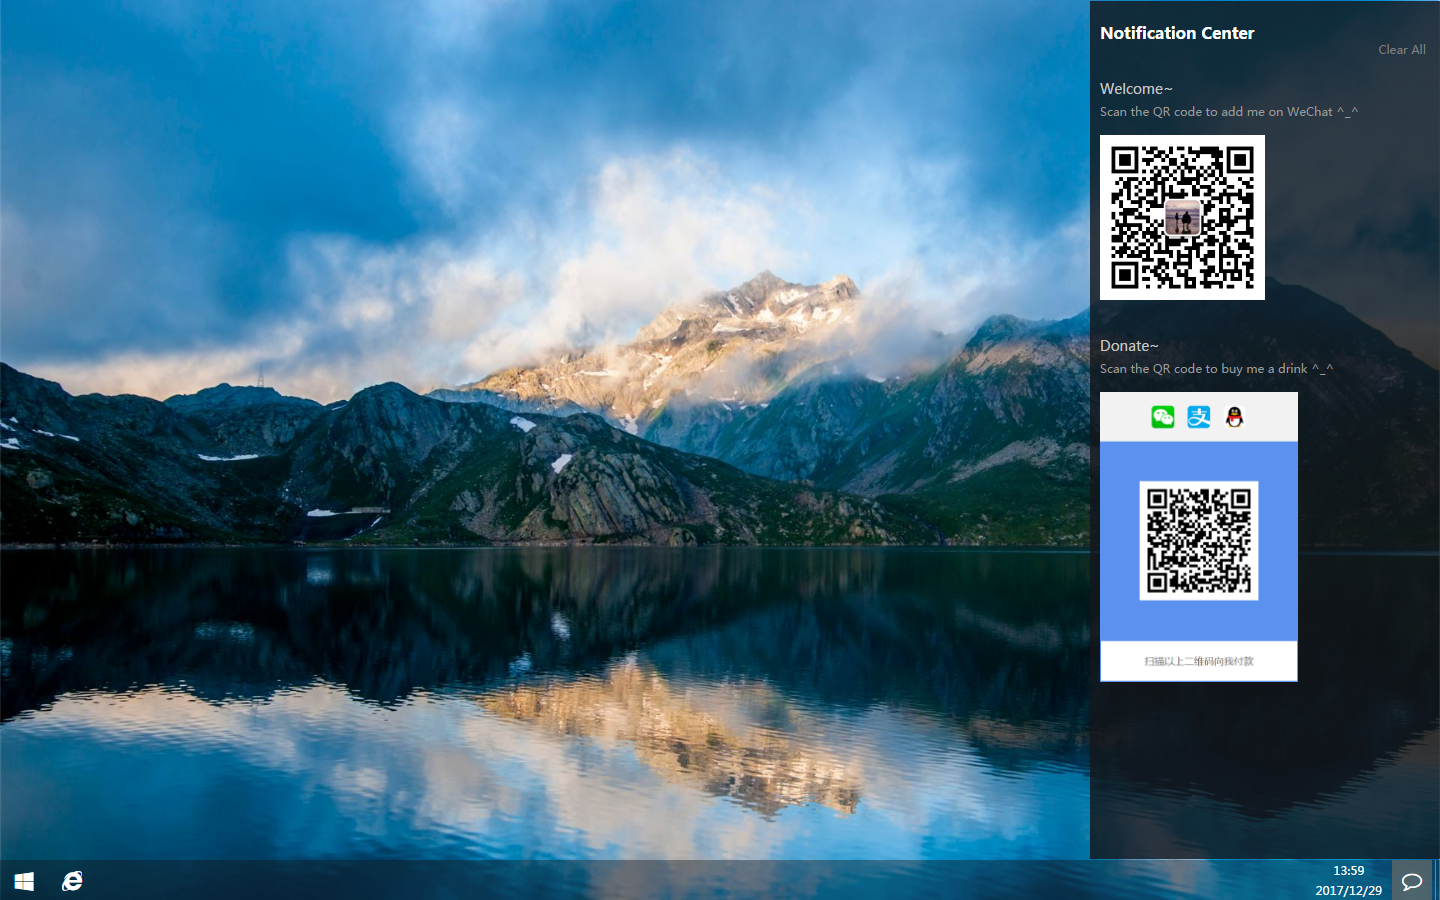 Notification Center
Clear All
Welcome~
Scan the QR code to add me on WeChat ^_^
Donate~
Scan the QR code to buy me a drink ^_^
支
扫描以上二维码向我付款
13:59
2017/12/29